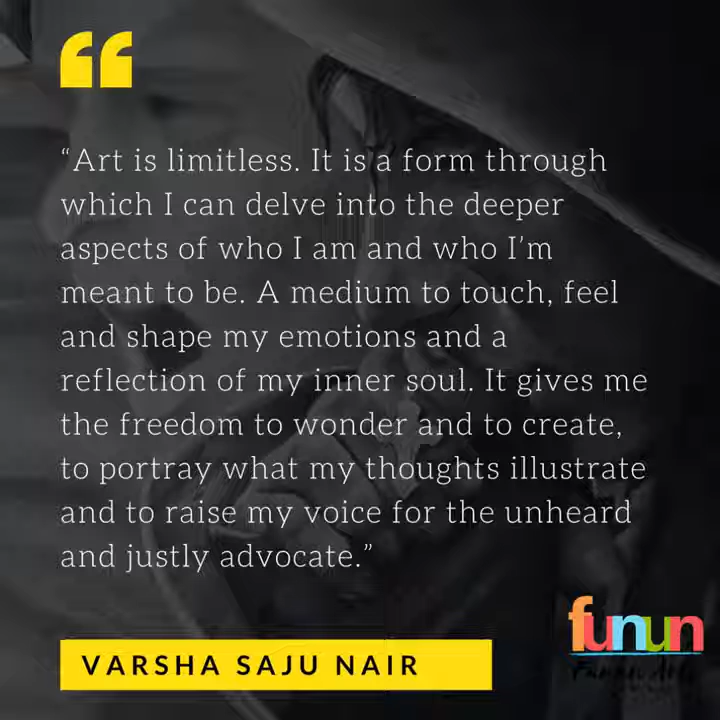 “Art is limitless. It is a form through
which I can delve into the deeper
aspects of who I am and who I’m
meant to be. A medium to touch, feel
and shape my emotions and a
reflection of my inner soul. It gives me
the freedom to wonder and to create,
to portray what my thoughts illustrate
and to raise my voice for the unheard
and justly advocate.”
funun
Funun Arts
VARSHA SAJU NAIR